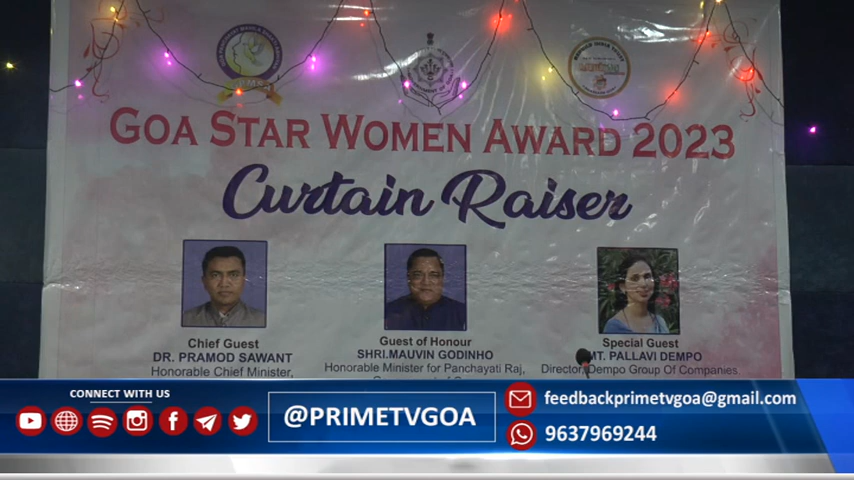 GOA STAR WOMEN AWARD 2023
Curtain Raiser
Chief Guest
DR. PRAMOD SAWANT
Honorable Chief Minister,
Guest of Honour
SHRI.MAUVIN GODINHO
Honorable Minister for Panchayati Raj,
Special Guest
MT. PALLAVI DEMPO
Director, Dempo Group Of Companies.
CONNECT WITH US
@PRIMETVGOA
feedbackprimetvgoa@gmail.com
9637969244